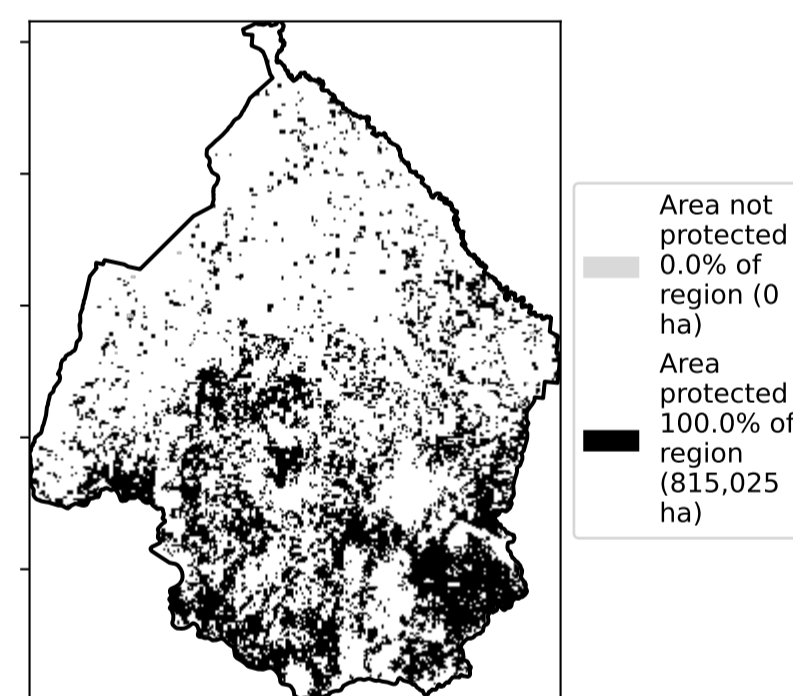 Area not
protected
0.0% of
region (0
ha)
Area
protected
100.0% of
region
(815,025
ha)